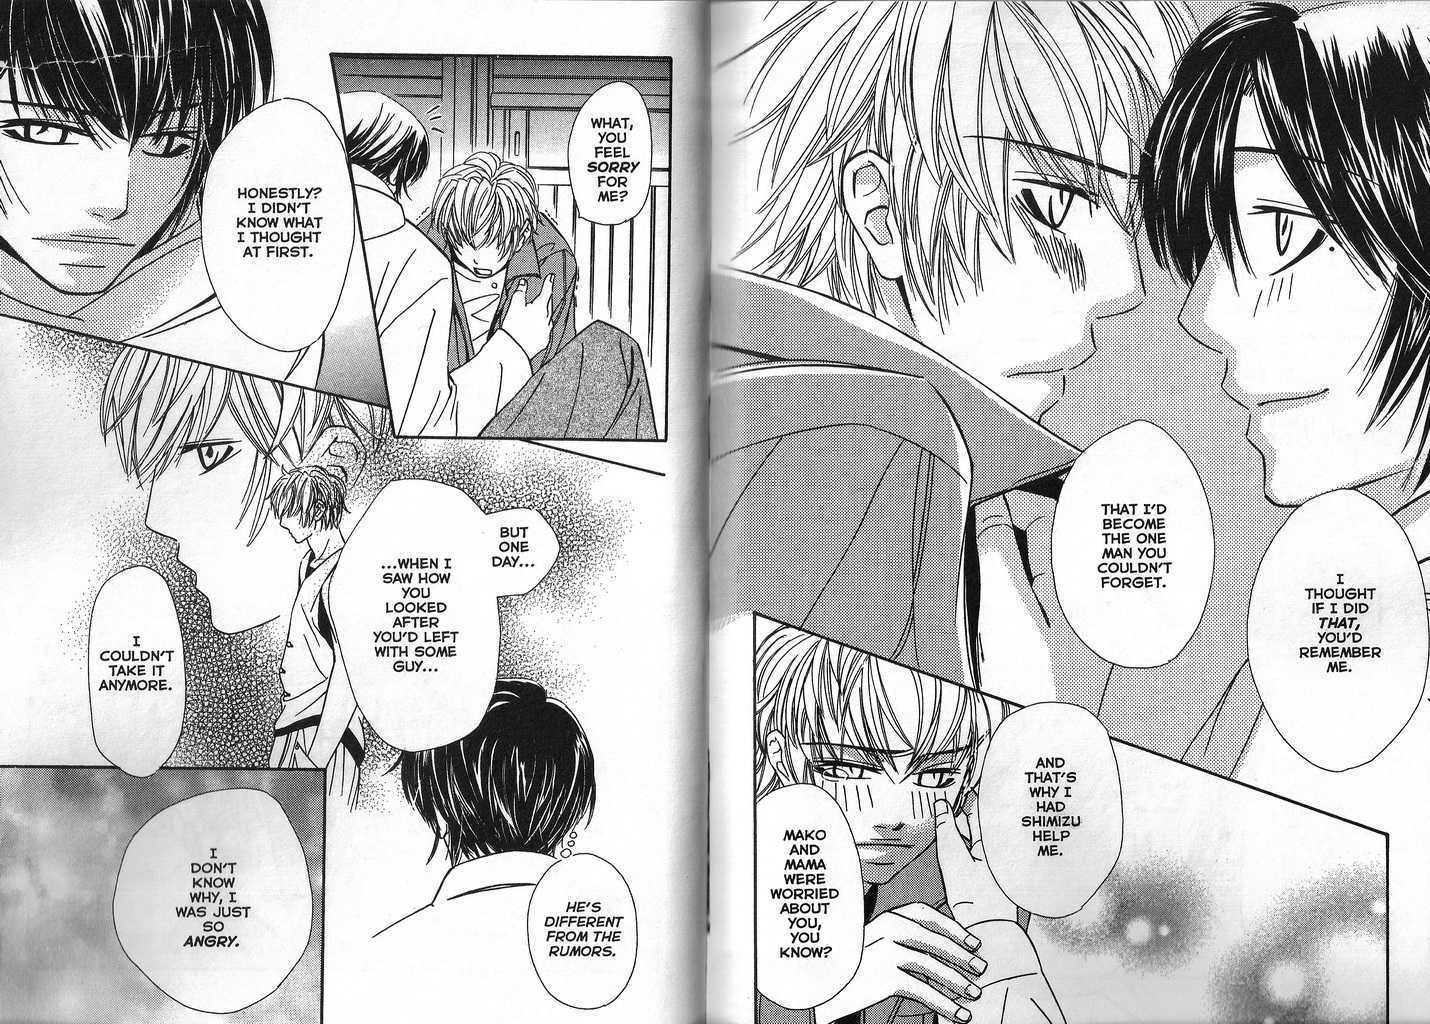 I
THOUGHT
IF I DID
THAT,
YOU'D
REMEMBER
ME.
THAT I'D
BECOME
THE ONE
MAN YOU
COULDN'T
FORGET.
AND
THAT'S
WHY I
HAD
SHIMIZU
HELP
ME.
MAKO
AND
MAMA
WERE
WORRIED
ABOUT
YOU,
YOU
KNOW?
WHAT,
YOU
FEEL
SORRY
FOR
ME?
HONESTLY?
I DIDN'T
KNOW WHAT
I THOUGHT
AT FIRST.
BUT
ONE
DAY...
...WHEN I
SAW HOW
YOU
LOOKED
AFTER
YOU'D LEFT
WITH SOME
GUY...
I
COULDN'T
TAKE IT
ANYMORE.
HE'S
DIFFERENT
FROM THE
RUMORS.
I
DON'T
KNOW
WHY, I
WAS JUST
SO
ANGRY.